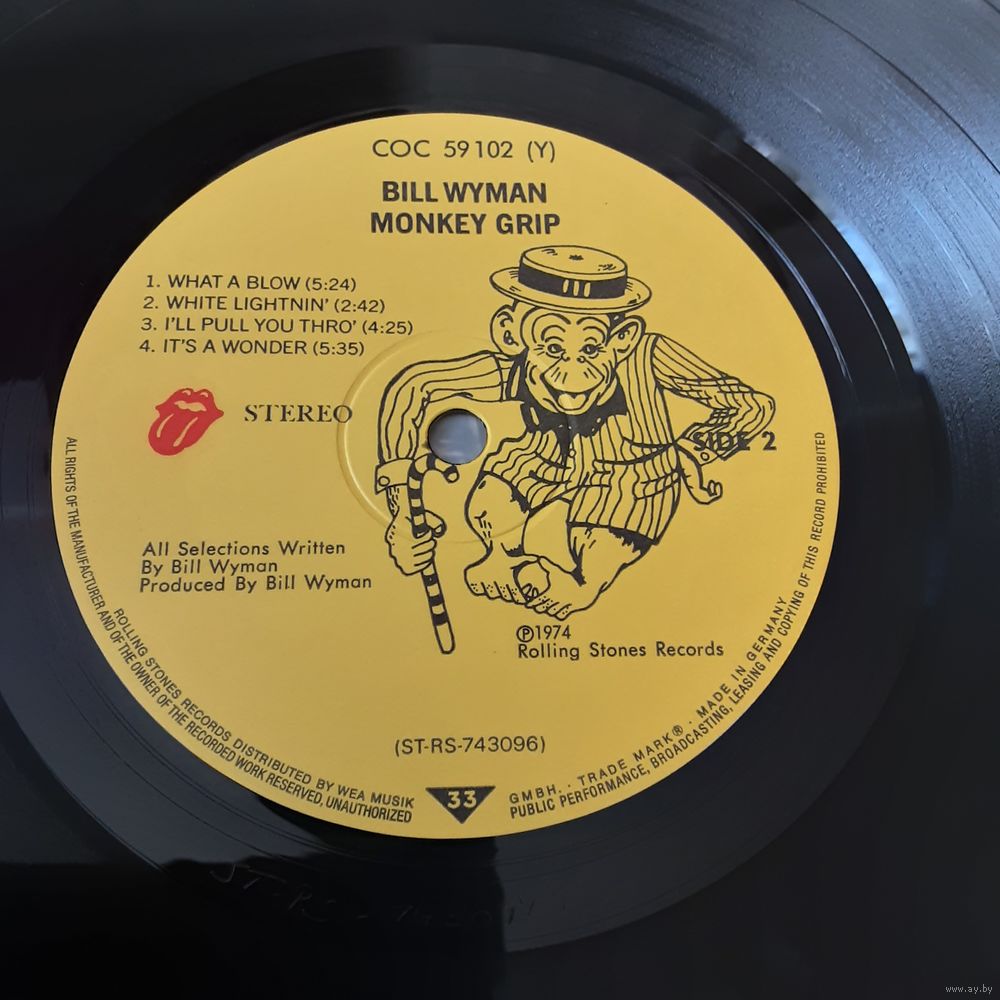 COC 59102 (Y)
BILL WYMAN
MONKEY GRIP
1. WHAT A BLOW (5:24)
2. WHITE LIGHTNIN' (2:42)
3. I'LL PULL YOU THRO' (4:25)
4. IT'S A WONDER (5:35)
STEREO
SIDE 2
All Selections Written
By Bill Wyman
Produced By Bill Wyman
Ⓟ1974
Rolling Stones Records
(ST-RS-743096)
33
ROLLING STONES RECORDS DISTRIBUTED BY WEA MUSIK GMBH. · TRADE MARK® · MADE IN GERMANY
ALL RIGHTS OF THE MANUFACTURER AND OF THE OWNER OF THE RECORDED WORK RESERVED, UNAUTHORIZED PUBLIC PERFORMANCE, BROADCASTING, LEASING AND COPYING OF THIS RECORD PROHIBITED
www.ay.by